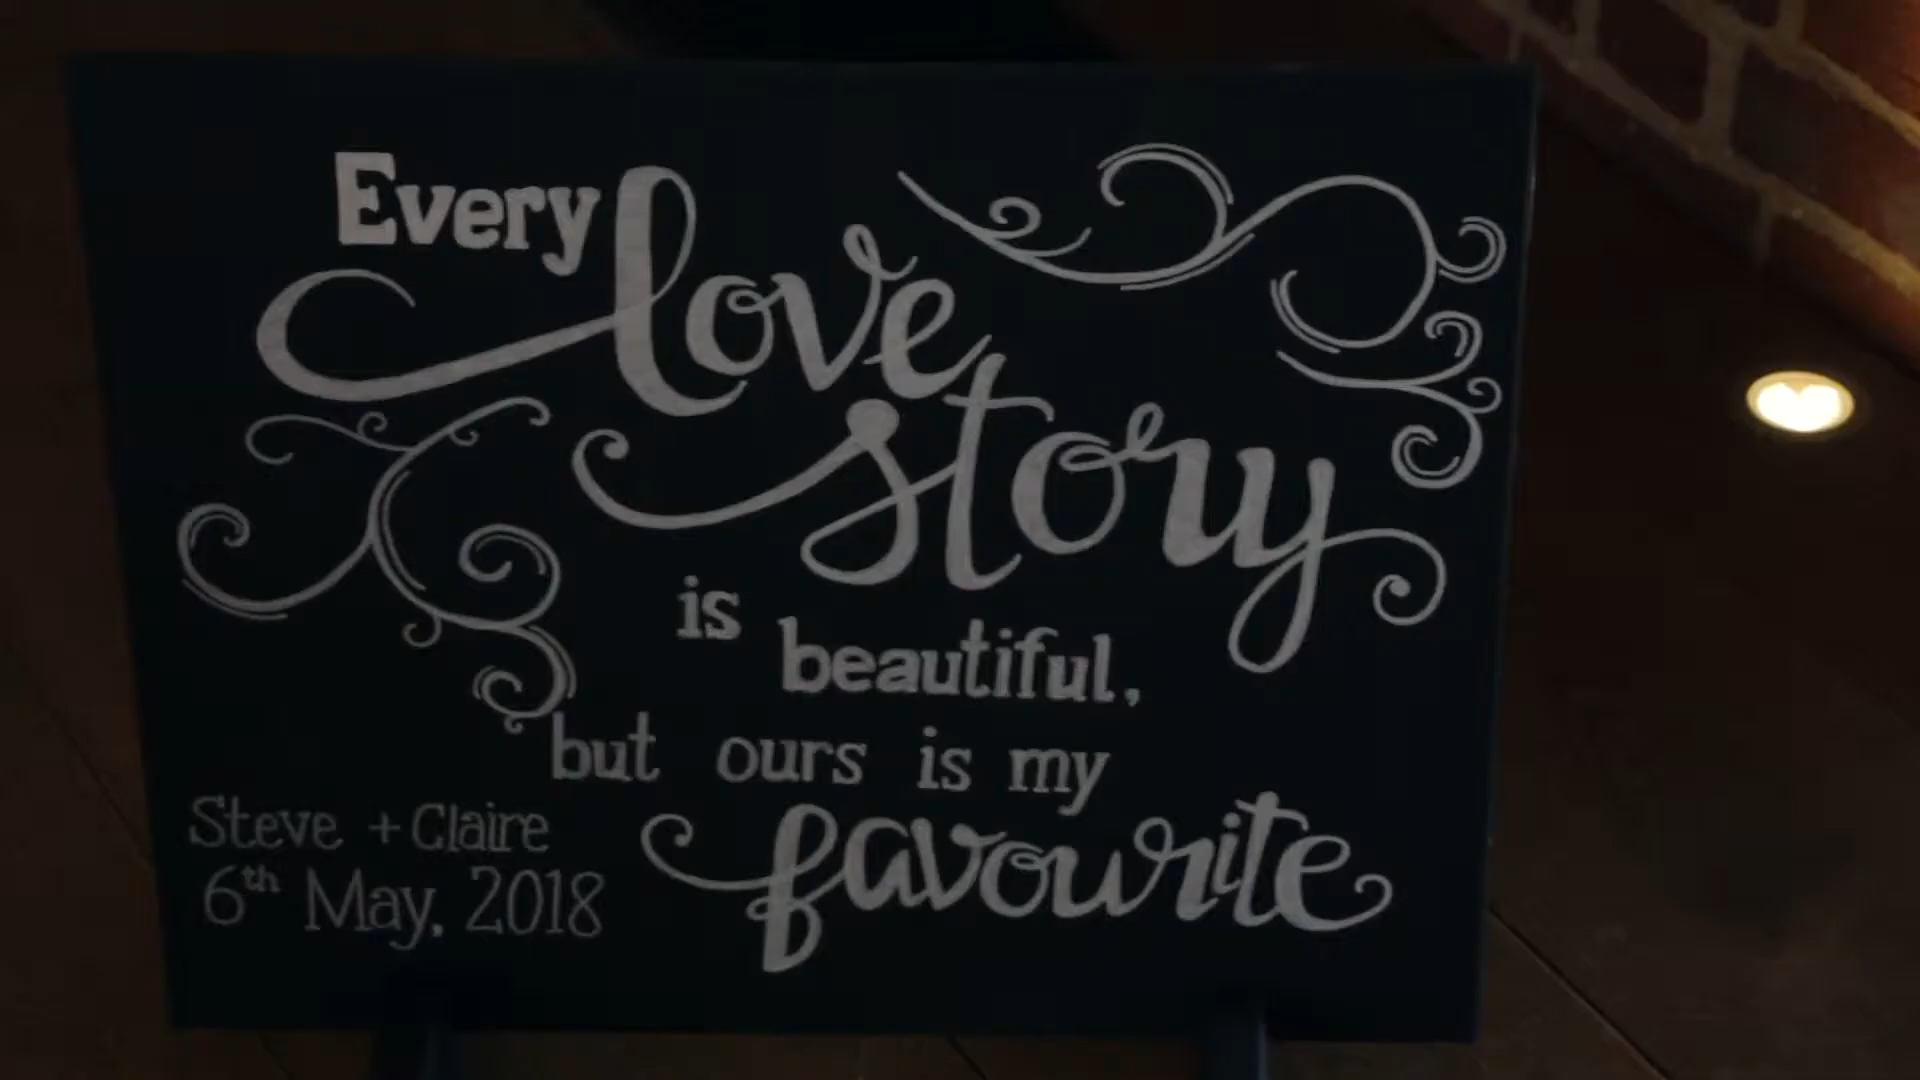 Every love
story
is beautiful,
but ours is my
favourite
Steve + Claire
6th May, 2018